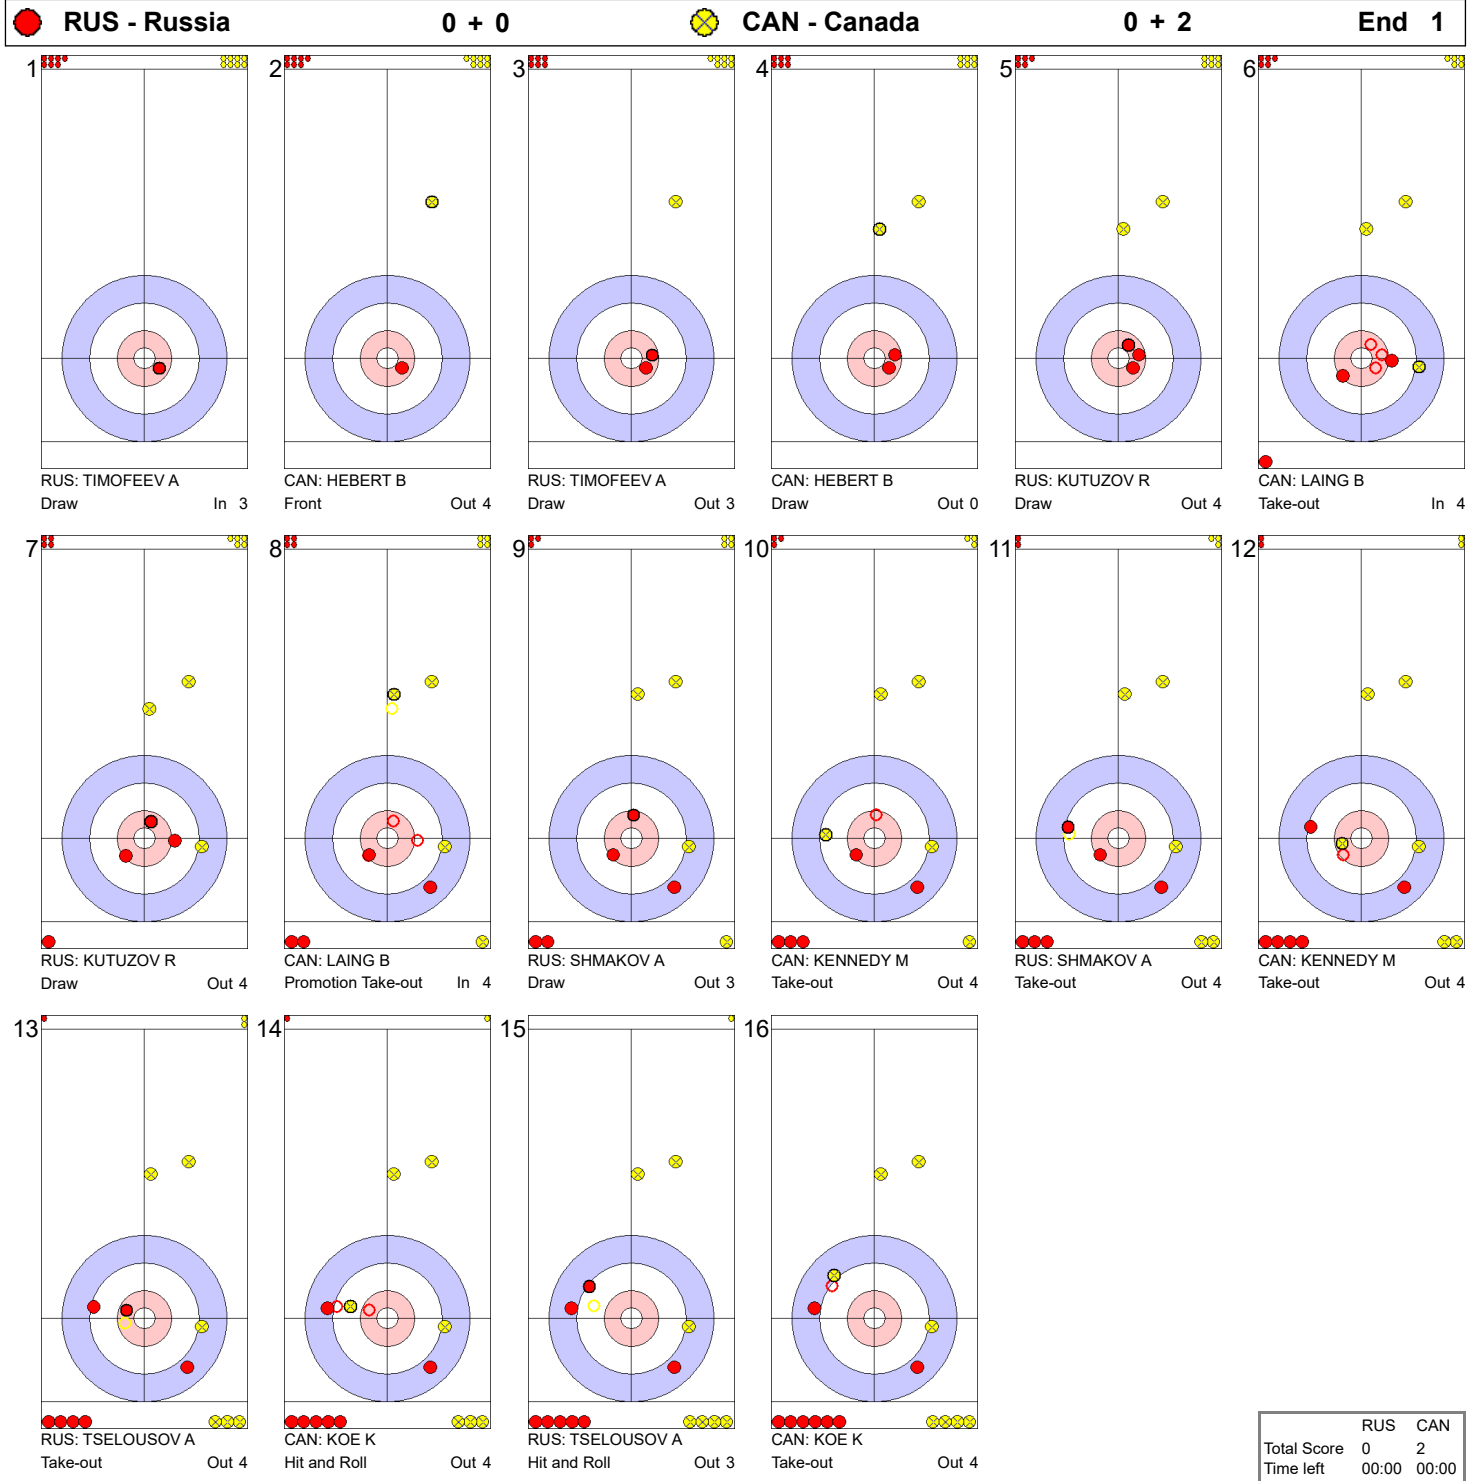 RUS - Russia 0 + 0 CAN - Canada 0 + 2 End 1
1 2 3 4 5 6
RUS: TIMOFEEV A CAN: HEBERT B RUS: TIMOFEEV A CAN: HEBERT B RUS: KUTUZOV R CAN: LAING B
Draw In 3 Front Out 4 Draw Out 3 Draw Out 0 Draw Out 4 Take-out In 4
7 8 9 10 11 12
RUS: KUTUZOV R CAN: LAING B RUS: SHMAKOV A CAN: KENNEDY M RUS: SHMAKOV A CAN: KENNEDY M
Draw Out 4 Promotion Take-out In 4 Draw Out 3 Take-out Out 4 Take-out Out 4 Take-out Out 4
13 14 15 16
RUS: TSELOUSOV A CAN: KOE K RUS: TSELOUSOV A CAN: KOE K
Take-out Out 4 Hit and Roll Out 4 Hit and Roll Out 3 Take-out Out 4
RUS CAN
Total Score 0 2
Time left 00:00 00:00